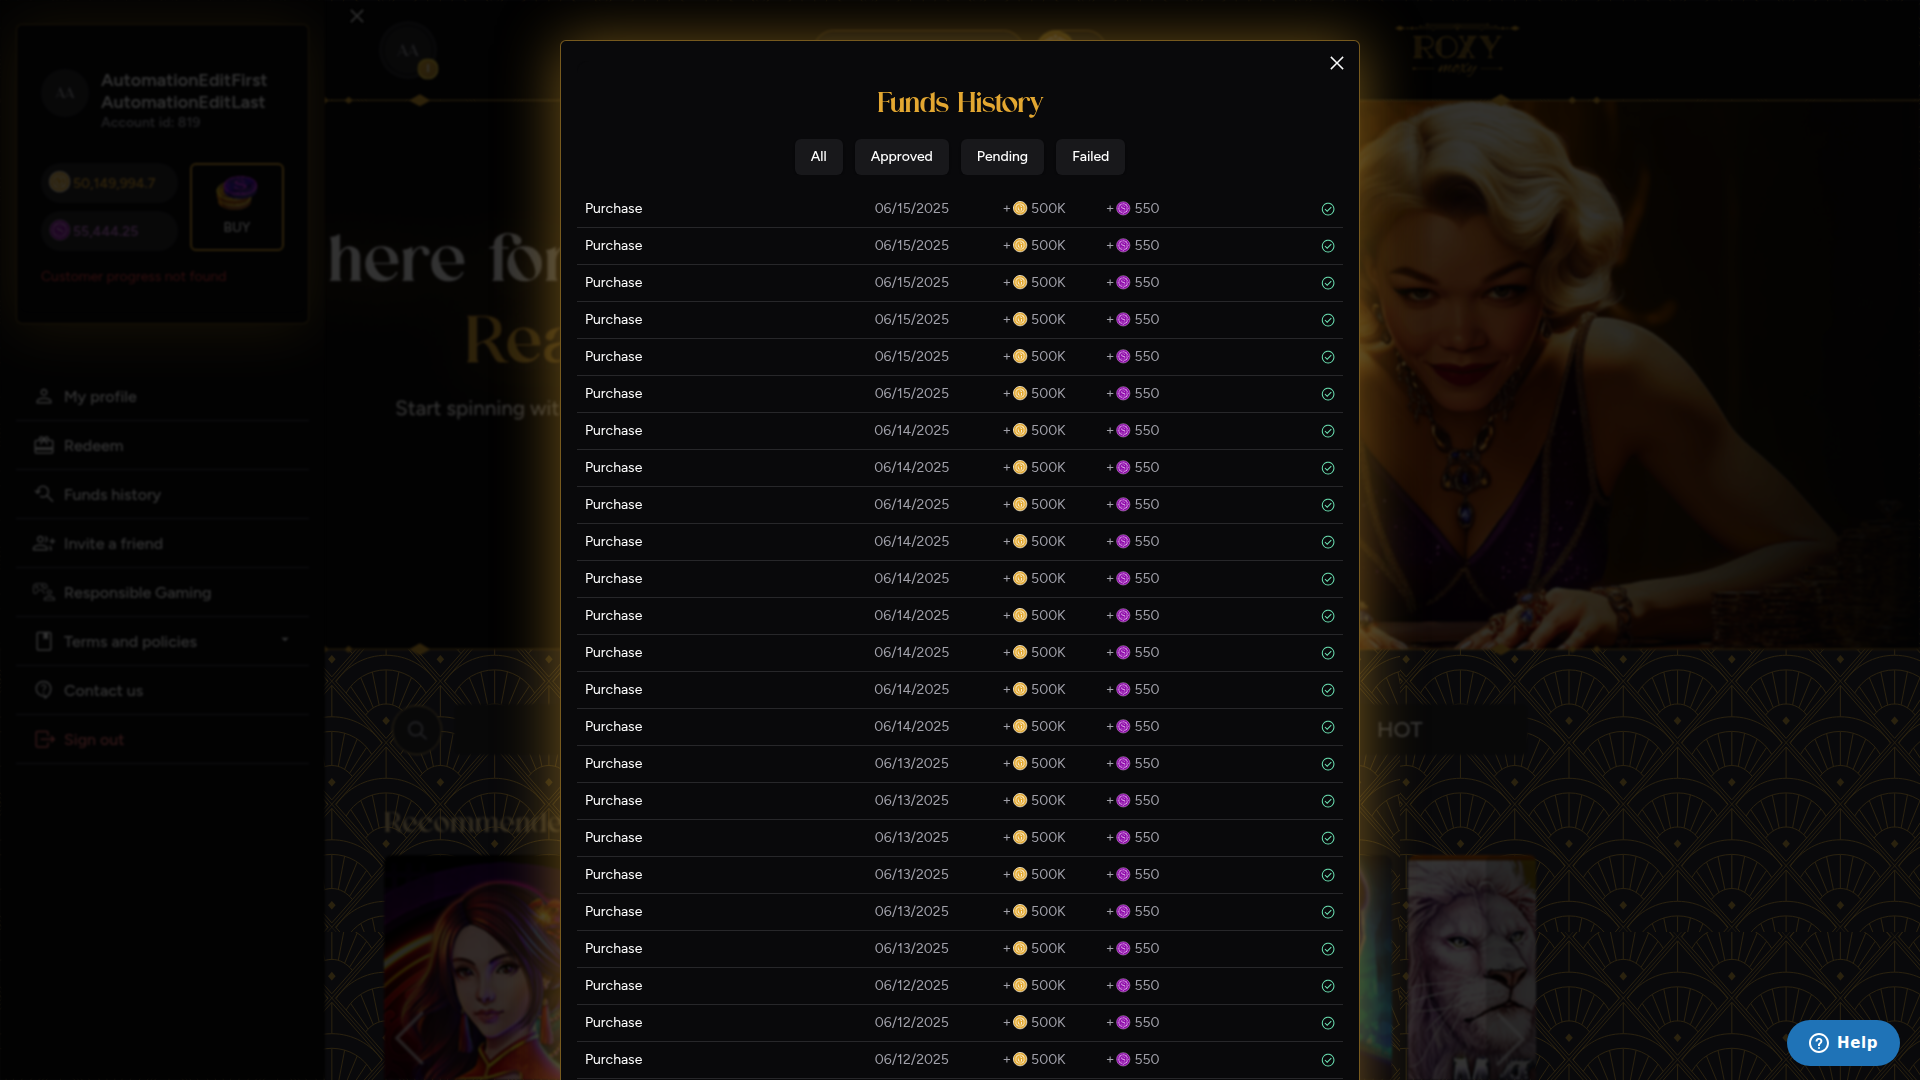 AA
AutomationEditFirst
AutomationEditLast
Account id: 819
50,149,994.7
55,444.25
BUY
Customer progress not found
My profile
Redeem
Funds history
Invite a friend
Responsible Gaming
Terms and policies
Contact us
Sign out
AA
ROXY
moxy
here for
Rea
Start spinning wit
HOT
Recommende
Funds History
All Approved Pending Failed
Purchase 06/15/2025 + 500K + 550
Purchase 06/15/2025 + 500K + 550
Purchase 06/15/2025 + 500K + 550
Purchase 06/15/2025 + 500K + 550
Purchase 06/15/2025 + 500K + 550
Purchase 06/15/2025 + 500K + 550
Purchase 06/14/2025 + 500K + 550
Purchase 06/14/2025 + 500K + 550
Purchase 06/14/2025 + 500K + 550
Purchase 06/14/2025 + 500K + 550
Purchase 06/14/2025 + 500K + 550
Purchase 06/14/2025 + 500K + 550
Purchase 06/14/2025 + 500K + 550
Purchase 06/14/2025 + 500K + 550
Purchase 06/14/2025 + 500K + 550
Purchase 06/13/2025 + 500K + 550
Purchase 06/13/2025 + 500K + 550
Purchase 06/13/2025 + 500K + 550
Purchase 06/13/2025 + 500K + 550
Purchase 06/13/2025 + 500K + 550
Purchase 06/13/2025 + 500K + 550
Purchase 06/12/2025 + 500K + 550
Purchase 06/12/2025 + 500K + 550
Purchase 06/12/2025 + 500K + 550
Help